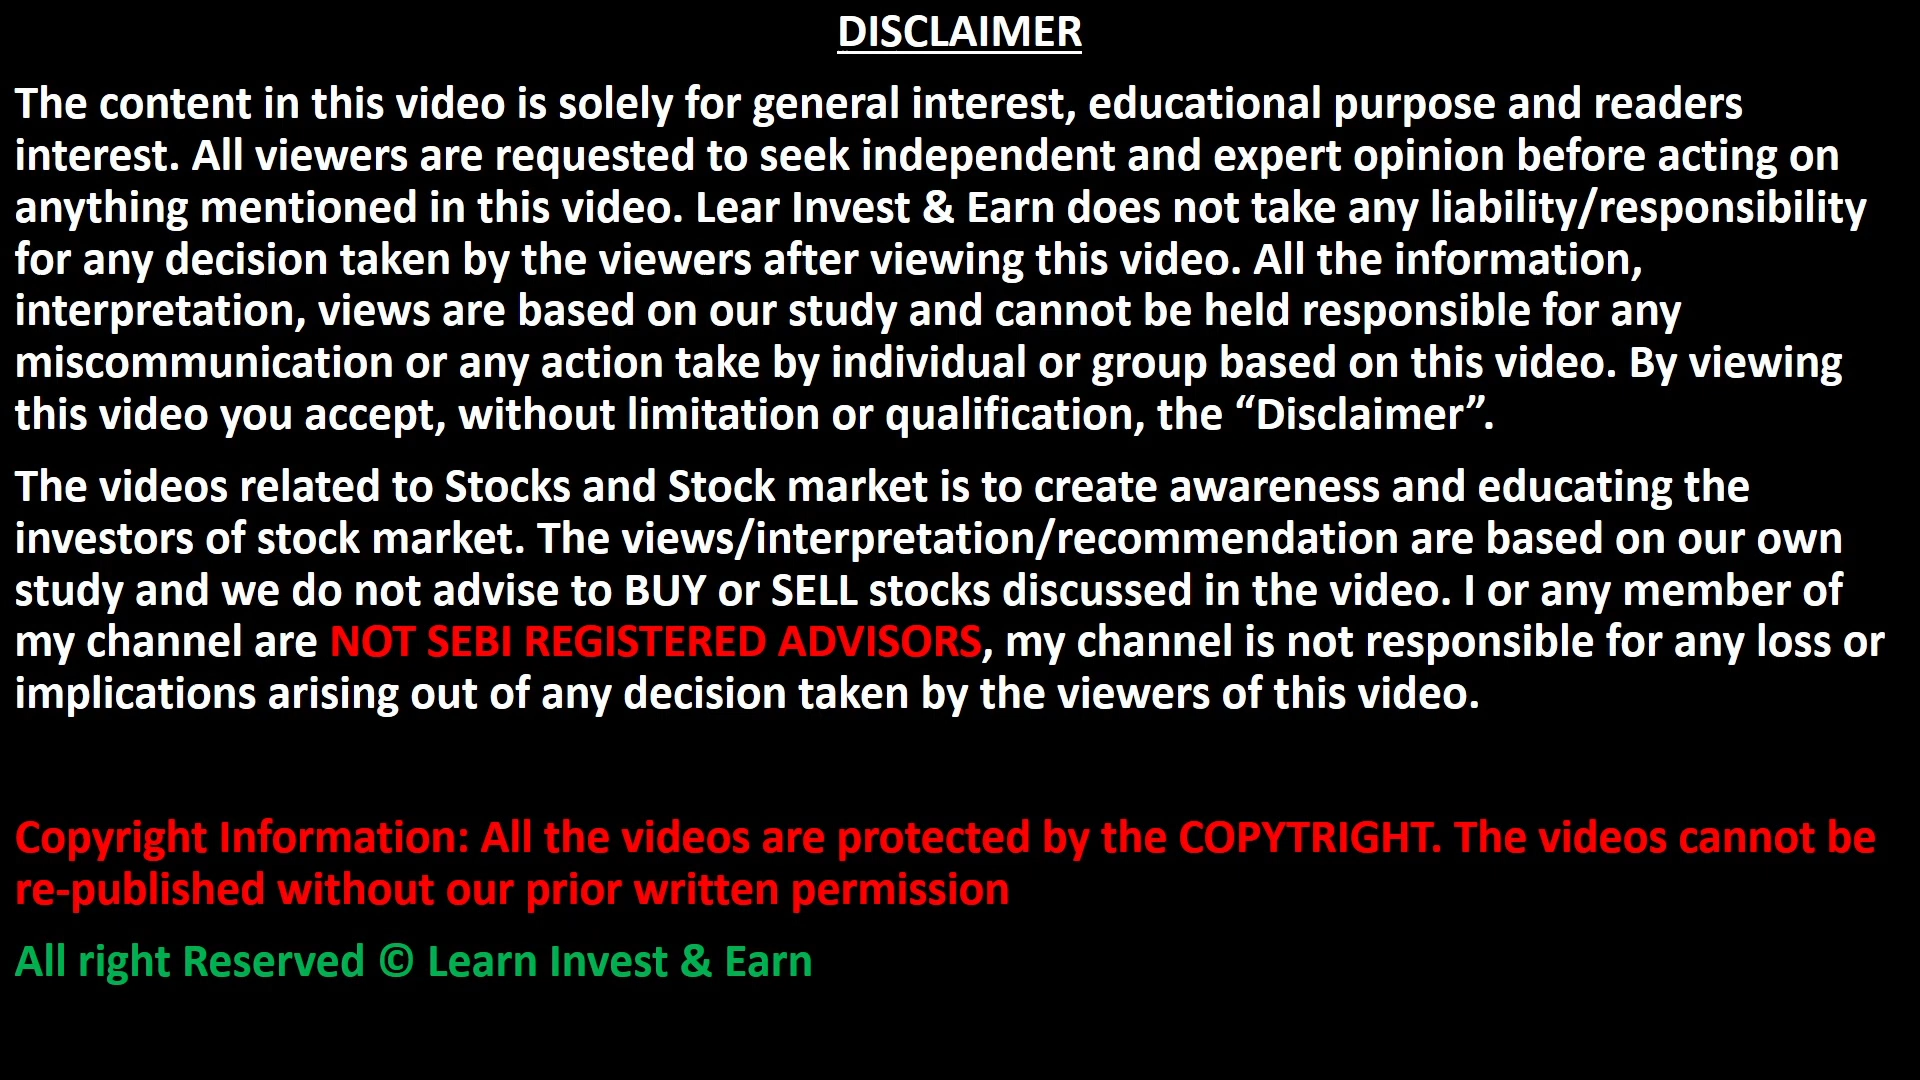 DISCLAIMER
The content in this video is solely for general interest, educational purpose and readers
interest. All viewers are requested to seek independent and expert opinion before acting on
anything mentioned in this video. Lear Invest & Earn does not take any liability/responsibility
for any decision taken by the viewers after viewing this video. All the information,
interpretation, views are based on our study and cannot be held responsible for any
miscommunication or any action take by individual or group based on this video. By viewing
this video you accept, without limitation or qualification, the “Disclaimer”.
The videos related to Stocks and Stock market is to create awareness and educating the
investors of stock market. The views/interpretation/recommendation are based on our own
study and we do not advise to BUY or SELL stocks discussed in the video. I or any member of
my channel are NOT SEBI REGISTERED ADVISORS, my channel is not responsible for any loss or
implications arising out of any decision taken by the viewers of this video.
Copyright Information: All the videos are protected by the COPYTRIGHT. The videos cannot be
re-published without our prior written permission
All right Reserved © Learn Invest & Earn